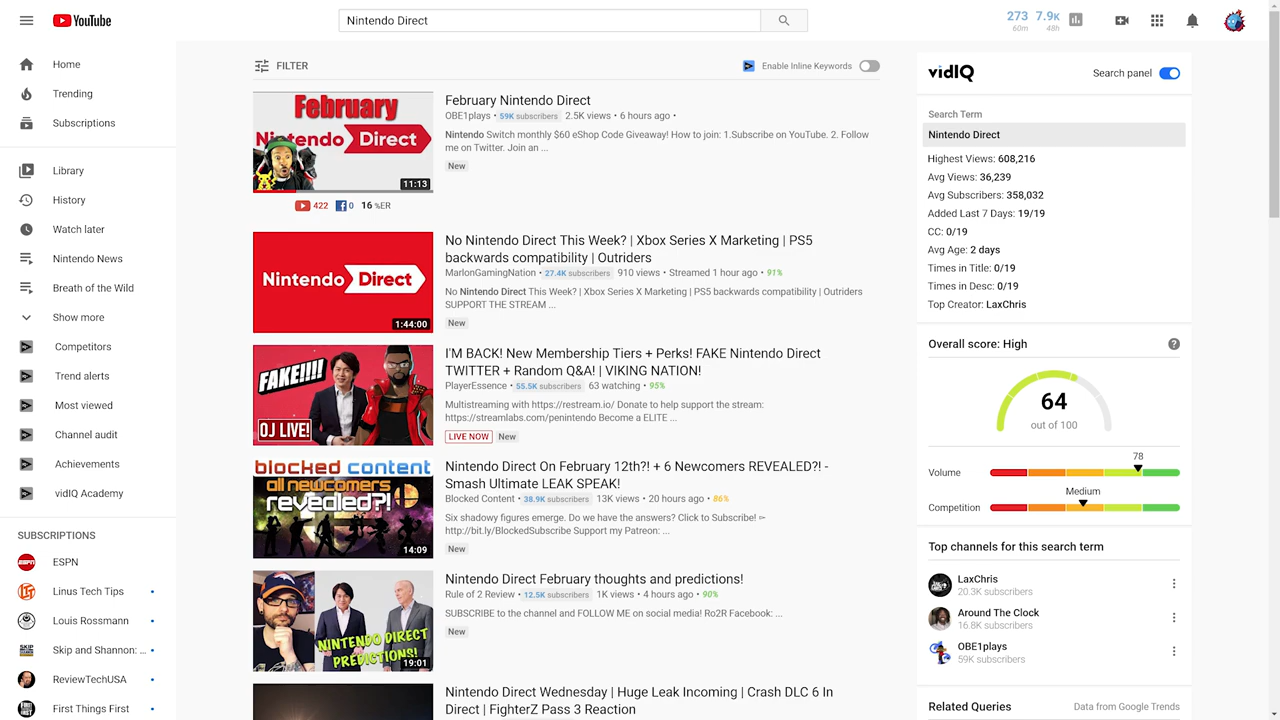 YouTube
Nintendo Direct
273 7.9K
60m 48h
Home
Trending
Subscriptions
Library
History
Watch later
Nintendo News
Breath of the Wild
Show more
Competitors
Trend alerts
Most viewed
Channel audit
Achievements
vidIQ Academy
SUBSCRIPTIONS
ESPN
Linus Tech Tips
Louis Rossmann
Skip and Shannon: ...
ReviewTechUSA
First Things First
FILTER
Enable Inline Keywords
February
Nintendo Direct
11:13
422 0 16 %ER
February Nintendo Direct
OBE1plays • 59K subscribers 2.5K views • 6 hours ago •
Nintendo Switch monthly $60 eShop Code Giveaway! How to join: 1.Subscribe on YouTube. 2. Follow
me on Twitter. Join an ...
New
Nintendo Direct
1:44:00
No Nintendo Direct This Week? | Xbox Series X Marketing | PS5
backwards compatibility | Outriders
MarlonGamingNation • 27.4K subscribers 910 views • Streamed 1 hour ago • 91%
No Nintendo Direct This Week? | Xbox Series X Marketing | PS5 backwards compatibility | Outriders
SUPPORT THE STREAM ...
New
FAKE!!!!
OJ LIVE!
I'M BACK! New Membership Tiers + Perks! FAKE Nintendo Direct
TWITTER + Random Q&A! | VIKING NATION!
PlayerEssence • 55.5K subscribers 63 watching • 95%
Multistreaming with https://restream.io/ Donate to help support the stream:
https://streamlabs.com/penintendo Become a ELITE ...
LIVE NOW New
blocked content
all newcomers
revealed?!
14:09
Nintendo Direct On February 12th?! + 6 Newcomers REVEALED?! -
Smash Ultimate LEAK SPEAK!
Blocked Content • 38.9K subscribers 13K views • 20 hours ago • 86%
Six shadowy figures emerge. Do we have the answers? Click to Subscribe! ➣
http://bit.ly/BlockedSubscribe Support my Patreon: ...
New
NINTENDO DIRECT
PREDICTIONS!
19:01
Nintendo Direct February thoughts and predictions!
Rule of 2 Review • 12.5K subscribers 1K views • 4 hours ago • 90%
SUBSCRIBE to the channel and FOLLOW ME on social media! Ro2R Facebook: ...
New
Nintendo Direct Wednesday | Huge Leak Incoming | Crash DLC 6 In
Direct | FighterZ Pass 3 Reaction
vidIQ
Search panel
Search Term
Nintendo Direct
Highest Views: 608,216
Avg Views: 36,239
Avg Subscribers: 358,032
Added Last 7 Days: 19/19
CC: 0/19
Avg Age: 2 days
Times in Title: 0/19
Times in Desc: 0/19
Top Creator: LaxChris
Overall score: High
?
64
out of 100
78
Volume
Medium
Competition
Top channels for this search term
LaxChris
20.3K subscribers
Around The Clock
16.8K subscribers
OBE1plays
59K subscribers
Related Queries
Data from Google Trends